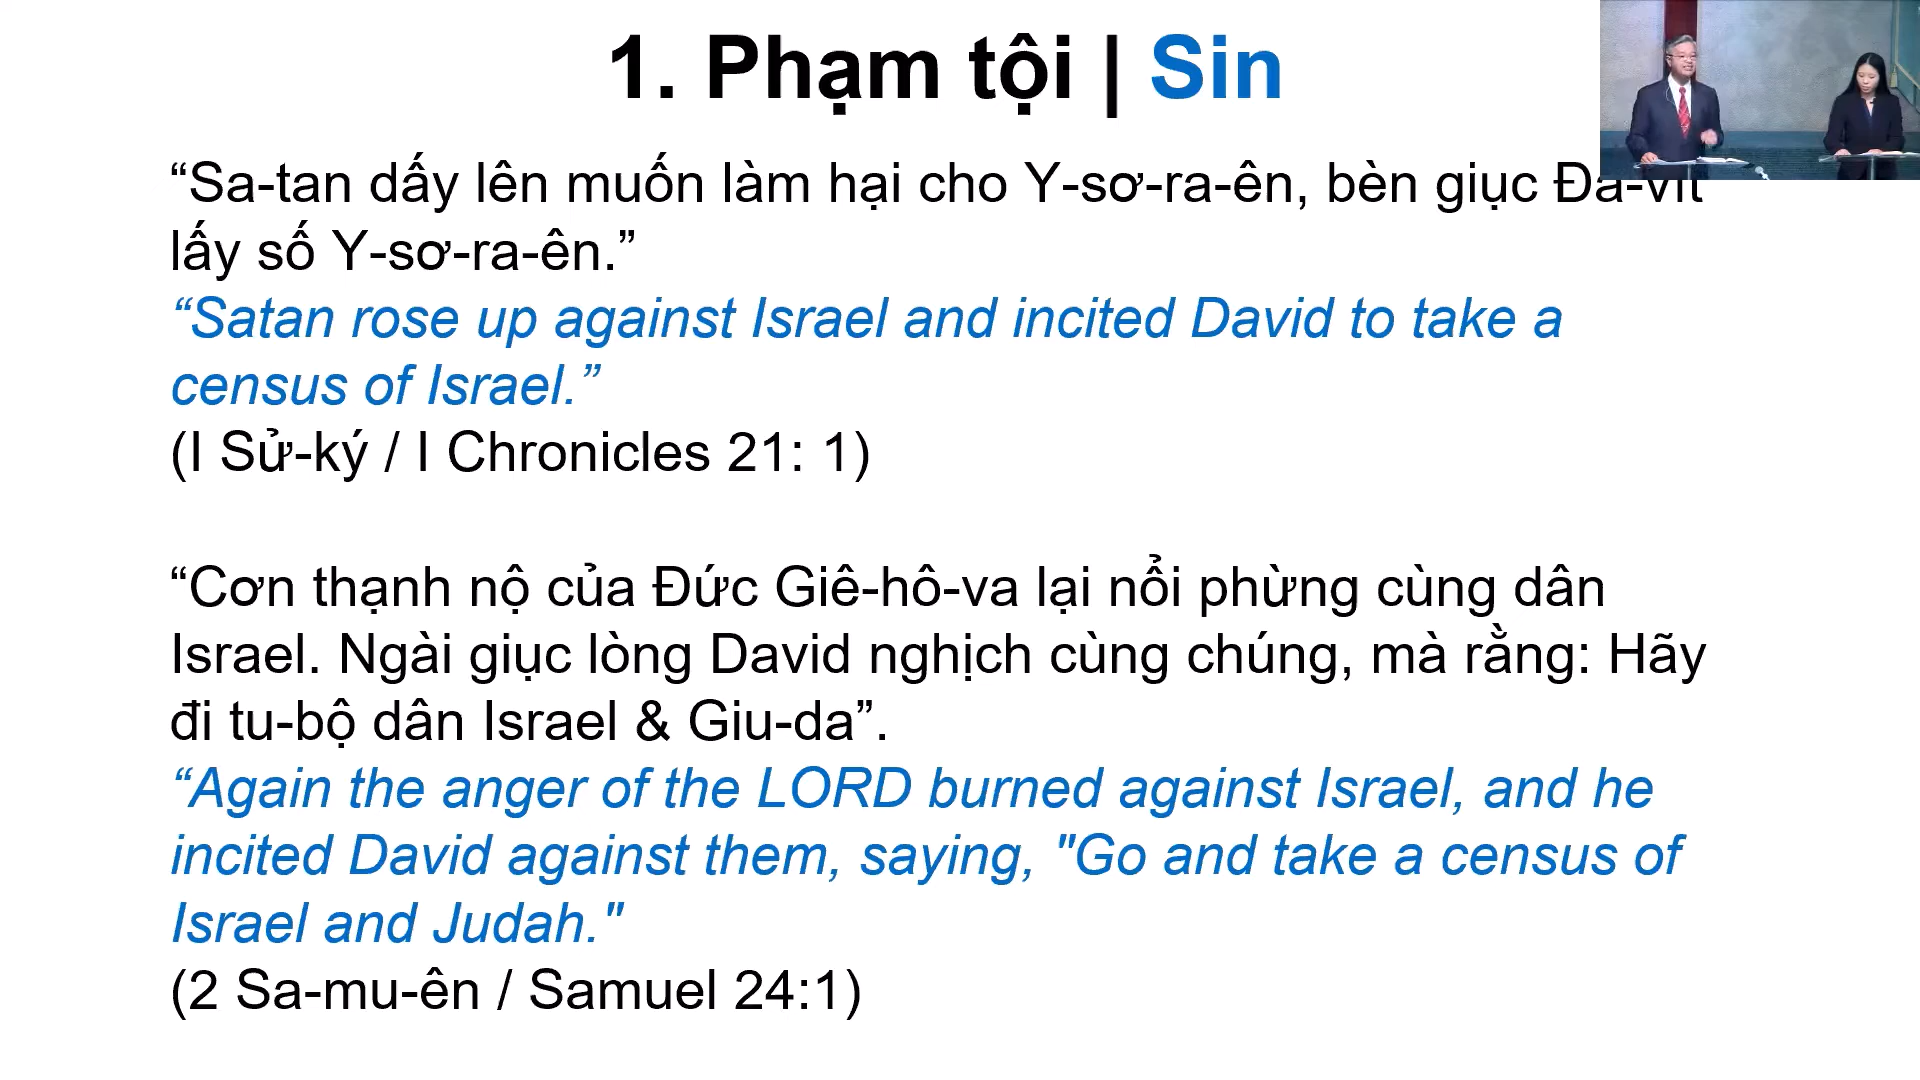 1. Phạm tội | Sin
“Sa-tan dấy lên muốn làm hại cho Y-sơ-ra-ên, bèn giục Đa-vít
lấy số Y-sơ-ra-ên.”
“Satan rose up against Israel and incited David to take a
census of Israel.”
(I Sử-ký / I Chronicles 21: 1)
“Cơn thạnh nộ của Đức Giê-hô-va lại nổi phừng cùng dân
Israel. Ngài giục lòng David nghịch cùng chúng, mà rằng: Hãy
đi tu-bộ dân Israel & Giu-da”.
“Again the anger of the LORD burned against Israel, and he
incited David against them, saying, "Go and take a census of
Israel and Judah."
(2 Sa-mu-ên / Samuel 24:1)